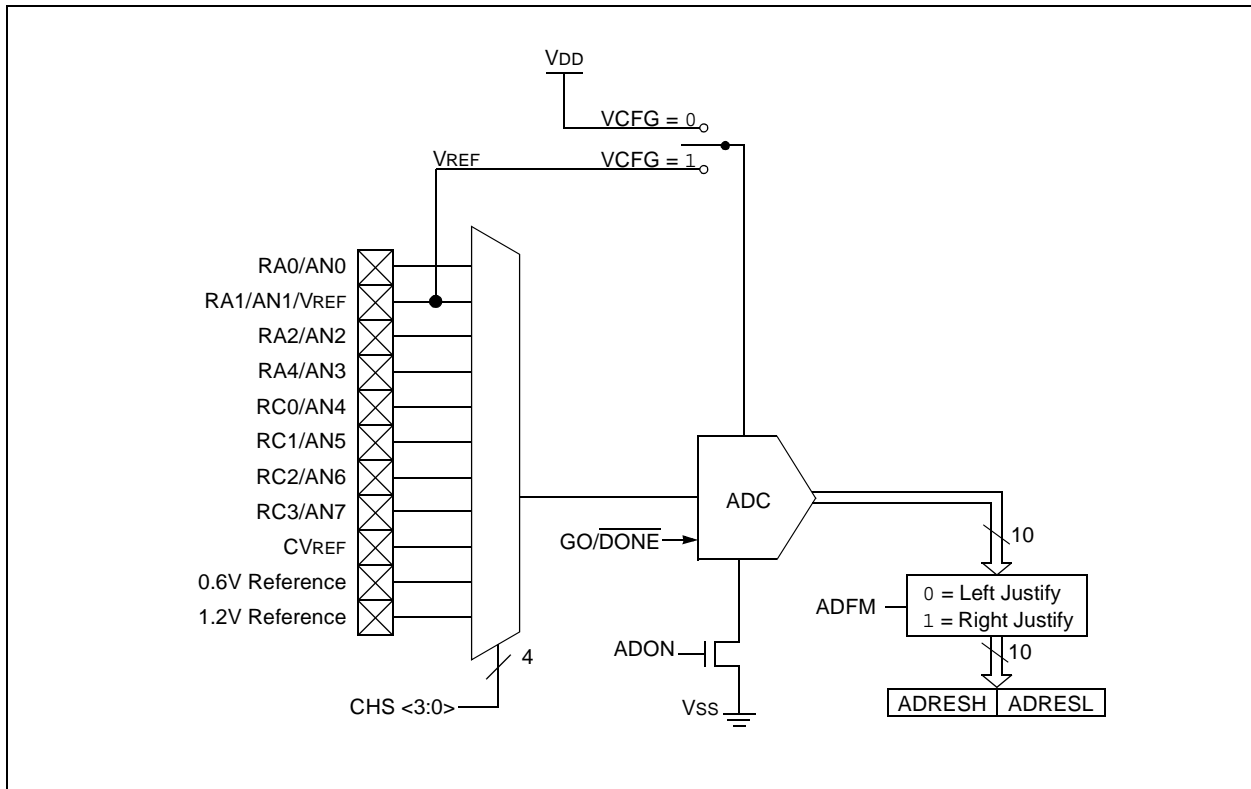 VDD
VCFG = 0
VREF
VCFG = 1
RA0/AN0
RA1/AN1/VREF
RA2/AN2
RA4/AN3
RC0/AN4
RC1/AN5
RC2/AN6
RC3/AN7
CVREF
0.6V Reference
1.2V Reference
CHS <3:0>
4
ADC
GO/DONE
ADON
VSS
10
ADFM
0 = Left Justify
1 = Right Justify
10
ADRESH ADRESL